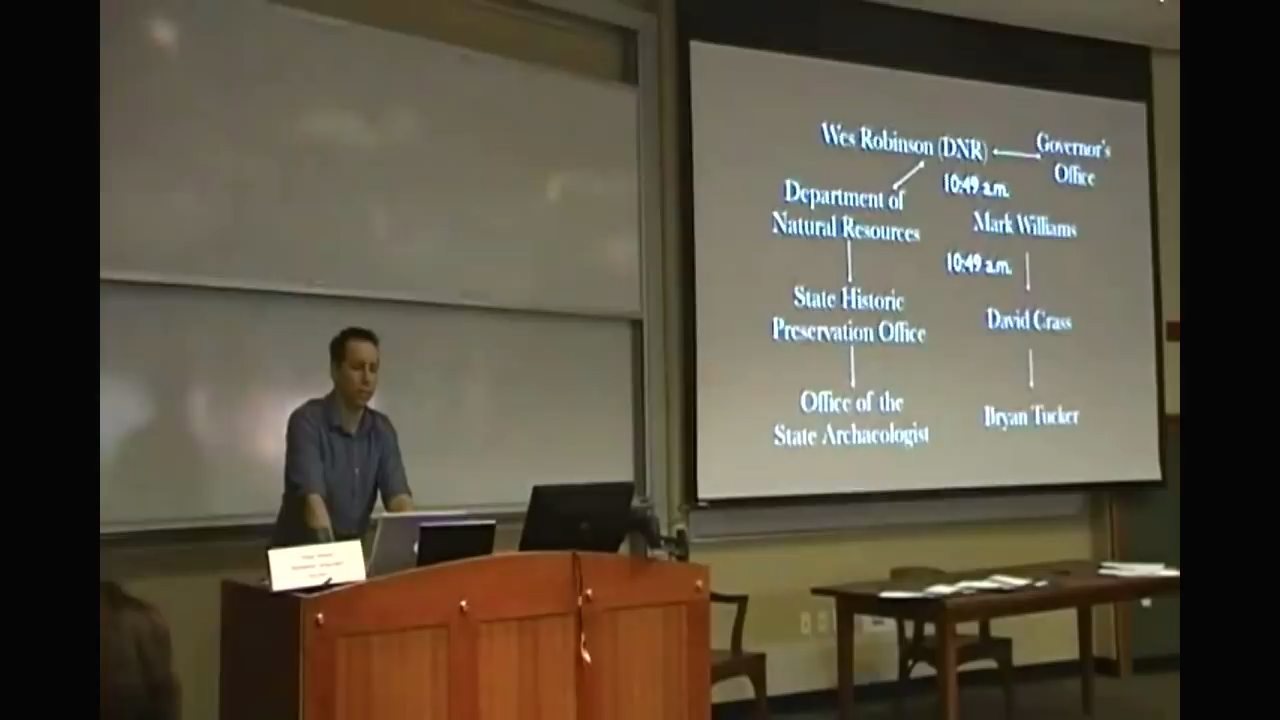 Wes Robinson (DNR)
Governor's
Office
10:49 a.m.
Department of
Natural Resources
Mark Williams
10:49 a.m.
State Historic
Preservation Office
David Crass
Office of the
State Archaeologist
Bryan Tucker